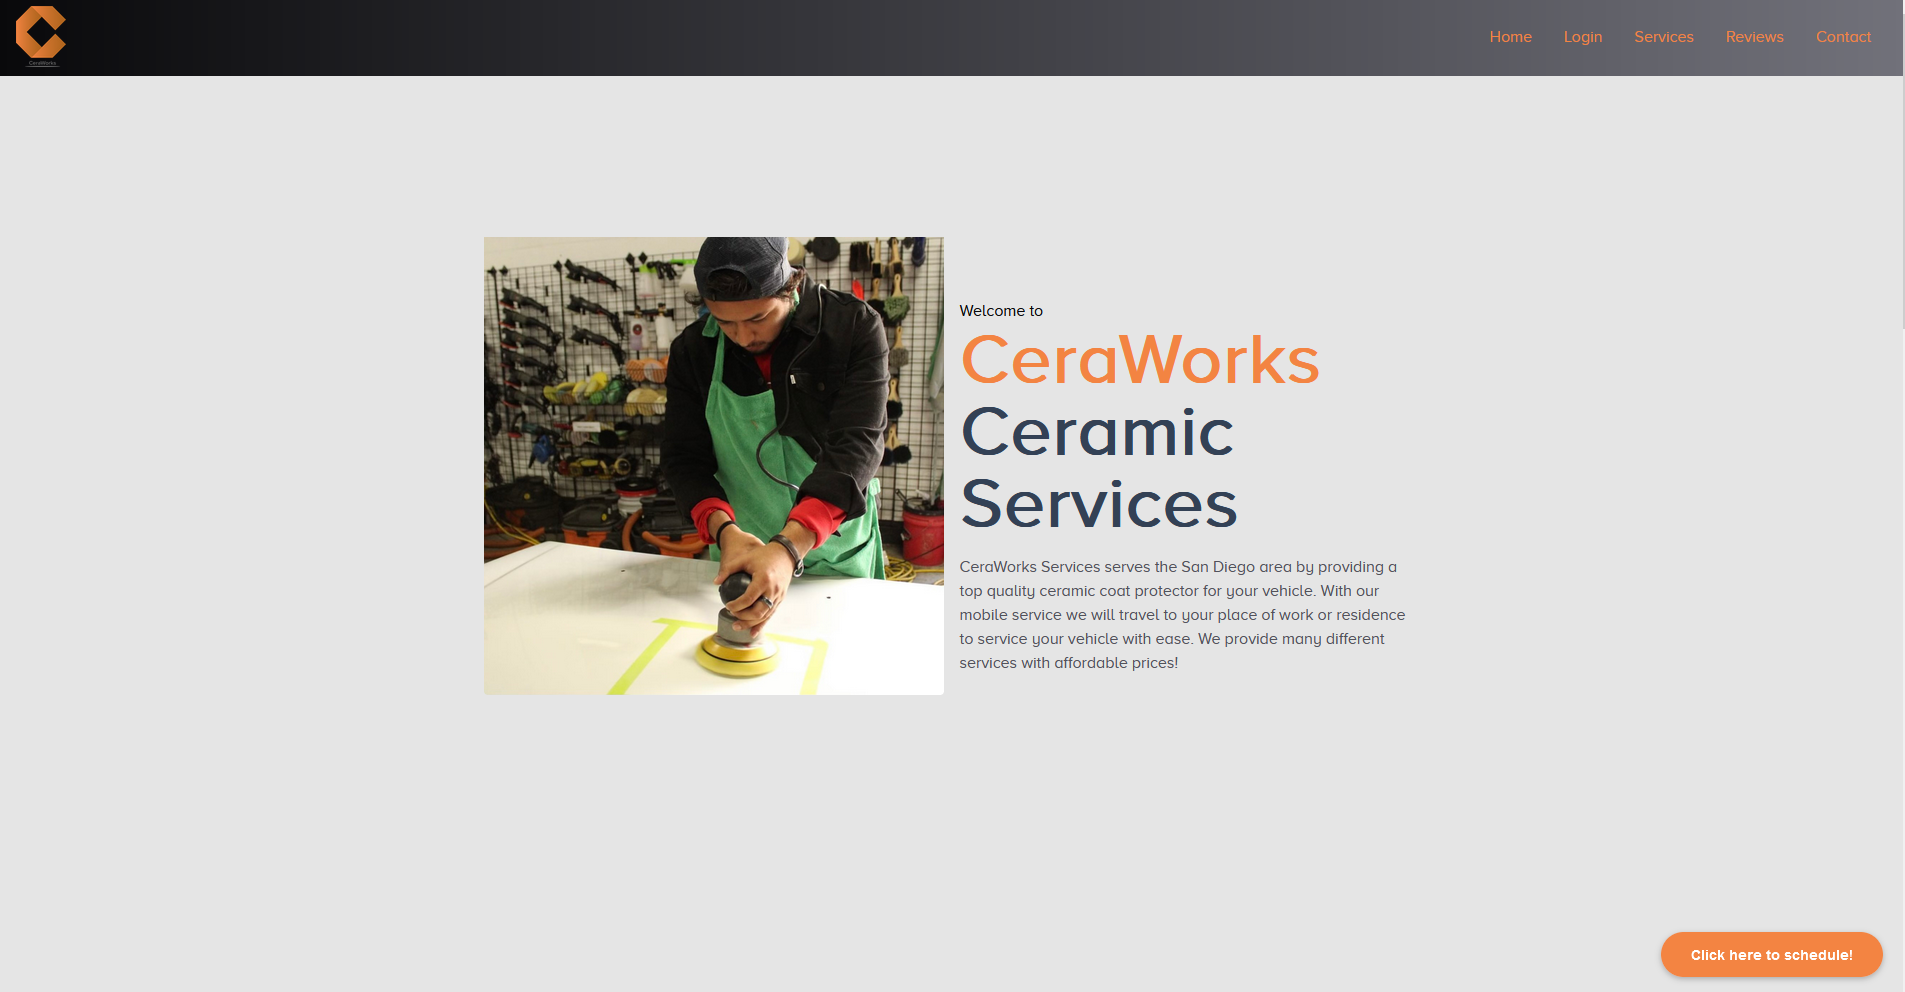 CeraWorks
Home Login Services Reviews Contact
Welcome to
CeraWorks
Ceramic
Services
CeraWorks Services serves the San Diego area by providing a
top quality ceramic coat protector for your vehicle. With our
mobile service we will travel to your place of work or residence
to service your vehicle with ease. We provide many different
services with affordable prices!
Click here to schedule!